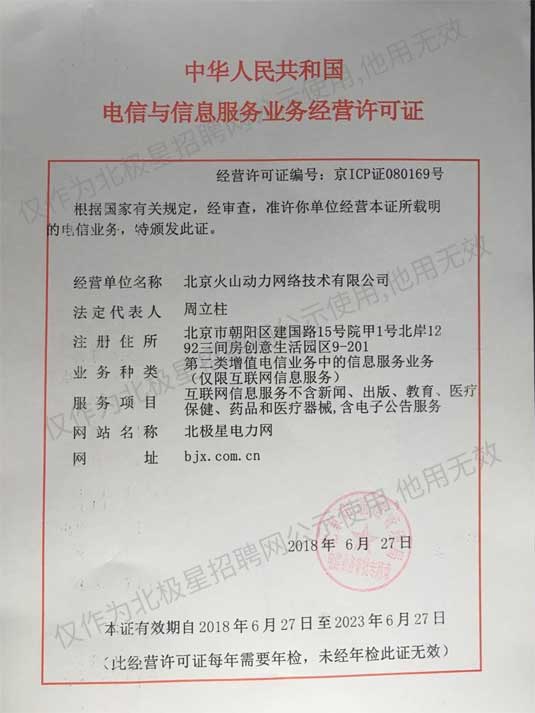 中华人民共和国
电信与信息服务业务经营许可证
经营许可证编号：京ICP证080169号
根据国家有关规定，经审查，准许你单位经营本证所载明
的电信业务，特颁发此证。
经营单位名称 北京火山动力网络技术有限公司
法定代表人 周立柱
注册住所 北京市朝阳区建国路15号院甲1号北岸12
92三间房创意生活园区9-201
业务种类 第二类增值电信业务中的信息服务业务
（仅限互联网信息服务）
服务项目 互联网信息服务不含新闻、出版、教育、医疗
保健、药品和医疗器械,含电子公告服务
网站名称 北极星电力网
网址 bjx.com.cn
2018年 6月 27日
本证有效期自2018年6月27日至2023年6月27日
（此经营许可证每年需要年检，未经年检此证无效）
仅作为北极星招聘网公示使用,他用无效
仅作为北极星招聘网公示使用,他用无效
仅作为北极星招聘网公示使用,他用无效